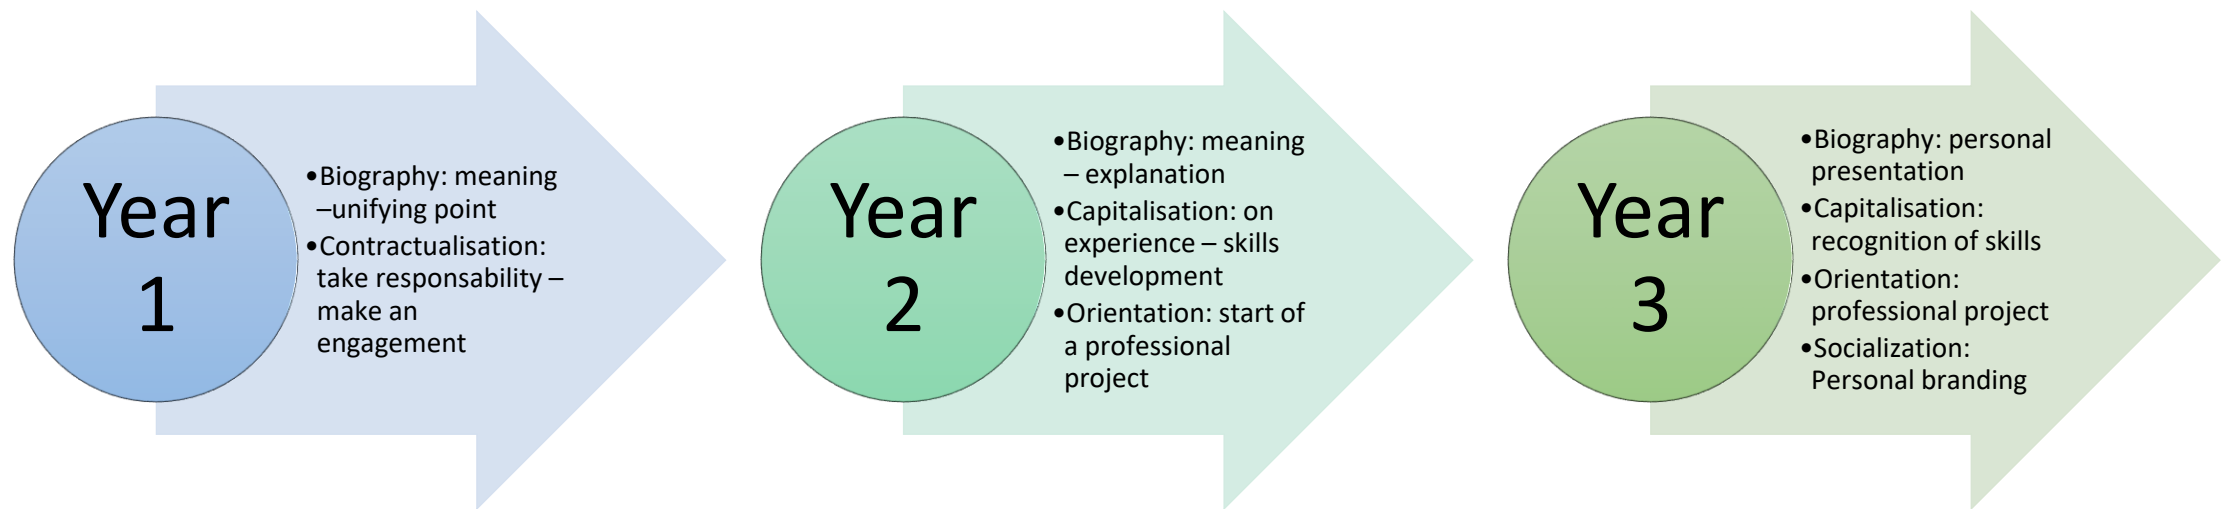 Year
1
•Biography: meaning
–unifying point
•Contractualisation:
take responsability –
make an
engagement
Year
2
•Biography: meaning
– explanation
•Capitalisation: on
experience – skills
development
•Orientation: start of
a professional
project
Year
3
•Biography: personal
presentation
•Capitalisation:
recognition of skills
•Orientation:
professional project
•Socialization:
Personal branding